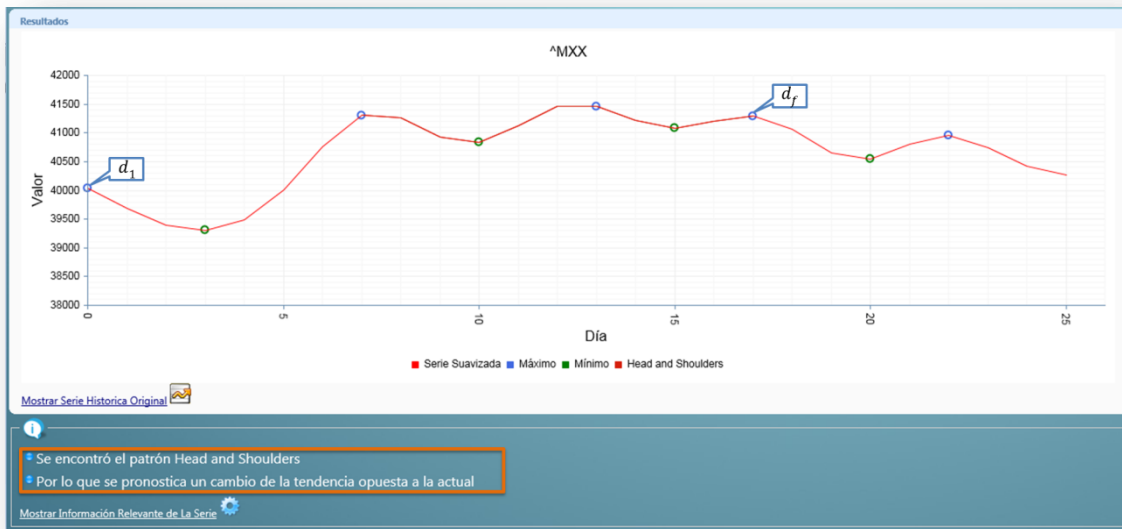 Resultados
^MXX
42000
41500
41000
40500
40000
39500
39000
38500
38000
Valor
d1
df
0
5
10
15
20
25
Día
Serie Suavizada Máximo Mínimo Head and Shoulders
Mostrar Serie Historica Original
Se encontró el patrón Head and Shoulders
Por lo que se pronostica un cambio de la tendencia opuesta a la actual
Mostrar Información Relevante de La Serie